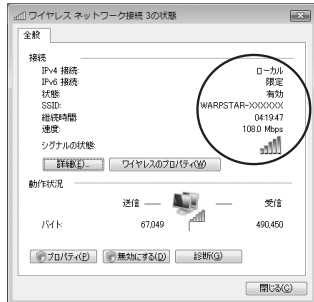 ワイヤレス ネットワーク接続 3の状態
全般
接続
IPv4 接続: ローカル
IPv6 接続: 限定
状態: 有効
SSID: WARPSTAR-XXXXXX
継続時間: 04:19:47
速度: 108.0 Mbps
シグナルの状態:
詳細(E)... ワイヤレスのプロパティ(W)
動作状況
送信 受信
バイト: 67,049 490,450
プロパティ(P) 無効にする(D) 診断(G)
閉じる(C)